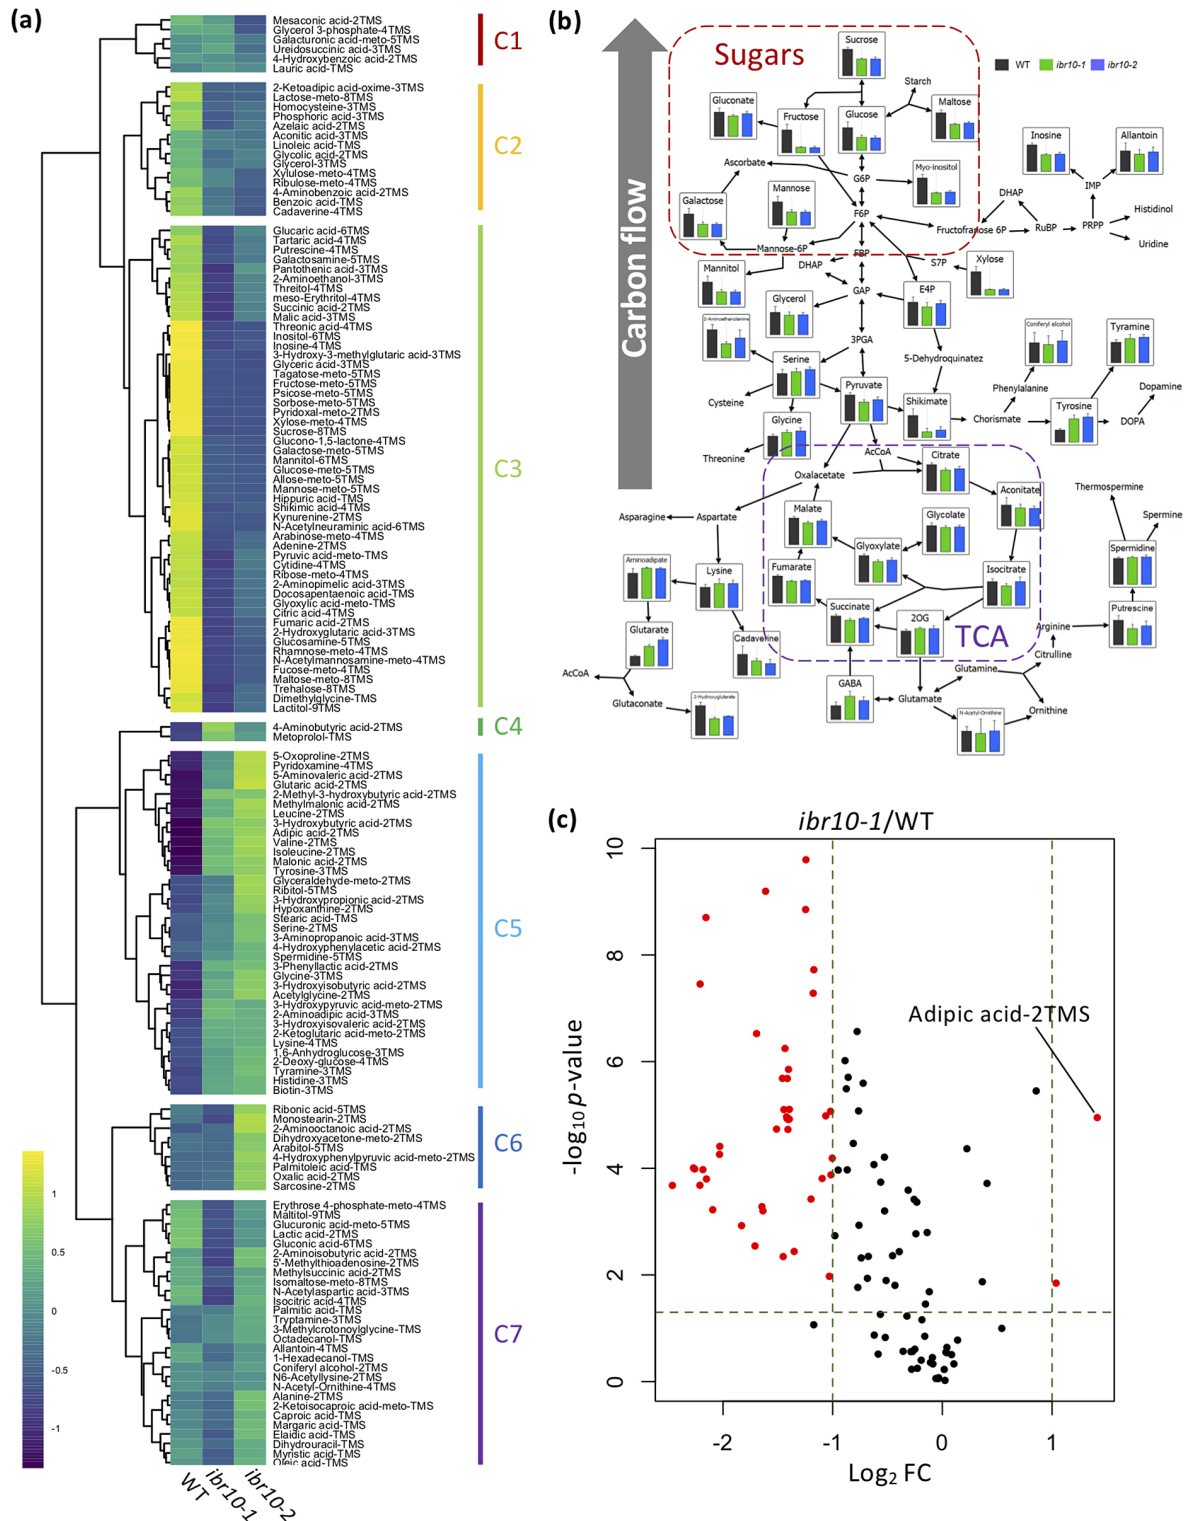 (a)
Mesaconic acid-2TMS
Glycerol 3-phosphate-4TMS
Galacturonic acid-meto-5TMS
Ureidosuccinic acid-3TMS
4-Hydroxybenzoic acid-2TMS
Lauric acid-TMS
C1
2-Ketoadipic acid-oxime-3TMS
Lactose-meto-8TMS
Homocysteine-3TMS
Phosphoric acid-3TMS
Azelaic acid-2TMS
Aconitic acid-3TMS
Linoleic acid-TMS
Glycolic acid-2TMS
Glycerol-3TMS
Xylulose-meto-4TMS
Ribulose-meto-4TMS
4-Aminobenzoic acid-2TMS
Benzoic acid-TMS
Cadaverine-4TMS
C2
Glucaric acid-6TMS
Tartaric acid-4TMS
Putrescine-4TMS
Galactosamine-5TMS
Pantothenic acid-3TMS
2-Aminoethanol-3TMS
Threitol-4TMS
meso-Erythritol-4TMS
Succinic acid-2TMS
Malic acid-3TMS
Threonic acid-4TMS
Inositol-6TMS
Inosine-4TMS
3-Hydroxy-3-methylglutaric acid-3TMS
Glyceric acid-3TMS
Tagatose-meto-5TMS
Fructose-meto-5TMS
Psicose-meto-5TMS
Sorbose-meto-5TMS
Pyridoxal-meto-2TMS
Xylose-meto-4TMS
Sucrose-8TMS
Glucono-1,5-lactone-4TMS
Galactose-meto-5TMS
Mannitol-6TMS
Glucose-meto-5TMS
Allose-meto-5TMS
Mannose-meto-5TMS
Hippuric acid-TMS
Shikimic acid-4TMS
Kynurenine-2TMS
N-Acetylneuraminic acid-6TMS
Arabinose-meto-4TMS
Adenine-2TMS
Pyruvic acid-meto-TMS
Cytidine-4TMS
Ribose-meto-4TMS
2-Aminopimelic acid-3TMS
Docosapentaenoic acid-TMS
Glyoxylic acid-meto-TMS
Citric acid-4TMS
Fumaric acid-2TMS
2-Hydroxyglutaric acid-3TMS
Glucosamine-5TMS
Rhamnose-meto-4TMS
N-Acetylmannosamine-meto-4TMS
Fucose-meto-4TMS
Maltose-meto-8TMS
Trehalose-8TMS
Dimethylglycine-TMS
Lactitol-9TMS
C3
4-Aminobutyric acid-2TMS
Metoprolol-TMS
C4
5-Oxoproline-2TMS
Pyridoxamine-4TMS
5-Aminovaleric acid-2TMS
Glutaric acid-2TMS
2-Methyl-3-hydroxybutyric acid-2TMS
Methylmalonic acid-2TMS
Leucine-2TMS
3-Hydroxybutyric acid-2TMS
Adipic acid-2TMS
Valine-2TMS
Isoleucine-2TMS
Malonic acid-2TMS
Tyrosine-3TMS
Glyceraldehyde-meto-2TMS
Ribitol-5TMS
3-Hydroxypropionic acid-2TMS
Hypoxanthine-2TMS
Stearic acid-TMS
Serine-2TMS
3-Aminopropanoic acid-3TMS
4-Hydroxyphenylacetic acid-2TMS
Spermidine-5TMS
3-Phenyllactic acid-2TMS
Glycine-3TMS
3-Hydroxyisobutyric acid-2TMS
Acetylglycine-2TMS
3-Hydroxypyruvic acid-meto-2TMS
2-Aminoadipic acid-3TMS
3-Hydroxyisovaleric acid-2TMS
2-Ketoglutaric acid-meto-2TMS
Lysine-4TMS
1,6-Anhydroglucose-3TMS
2-Deoxy-glucose-4TMS
Tyramine-3TMS
Histidine-3TMS
Biotin-3TMS
C5
Ribonic acid-5TMS
Monostearin-2TMS
2-Aminooctanoic acid-2TMS
Dihydroxyacetone-meto-2TMS
Arabitol-5TMS
4-Hydroxyphenylpyruvic acid-meto-2TMS
Palmitoleic acid-TMS
Oxalic acid-2TMS
Sarcosine-2TMS
C6
Erythrose 4-phosphate-meto-4TMS
Maltitol-9TMS
Glucuronic acid-meto-5TMS
Lactic acid-2TMS
Gluconic acid-6TMS
2-Aminoisobutyric acid-2TMS
5'-Methylthioadenosine-2TMS
Methylsuccinic acid-2TMS
Isomaltose-meto-8TMS
N-Acetylaspartic acid-3TMS
Isocitric acid-4TMS
Palmitic acid-TMS
Tryptamine-3TMS
3-Methylcrotonoylglycine-TMS
Octadecanol-TMS
Allantoin-4TMS
1-Hexadecanol-TMS
Coniferyl alcohol-2TMS
N6-Acetyllysine-2TMS
N-Acetyl-Ornithine-4TMS
Alanine-2TMS
2-Ketoisocaproic acid-meto-TMS
Caproic acid-TMS
Margaric acid-TMS
Elaidic acid-TMS
Dihydrouracil-TMS
Myristic acid-TMS
Oleic acid-TMS
C7
1
0.5
0
-0.5
-1
WT
ibr10-1
ibr10-2
(b)
Carbon flow
Sugars
WT
ibr10-1
ibr10-2
Sucrose
Starch
Gluconate
Fructose
Glucose
Maltose
Inosine
Allantoin
Ascorbate
G6P
Myo-inositol
IMP
Mannose
DHAP
Galactose
F6P
Fructofranose 6P
RuBP
PRPP
Histidinol
Uridine
Mannose-6P
FBP
Mannitol
DHAP
S7P
Xylose
Glycerol
GAP
E4P
2-Aminoethanolamine
3PGA
Coniferyl alcohol
Tyramine
Serine
5-Dehydroquinatez
Pyruvate
Shikimate
Phenylalanine
Dopamine
Cysteine
Glycine
Chorismate
Tyrosine
DOPA
Threonine
AcCoA
Citrate
Oxalacetate
Aconitate
Thermospermine
Asparagine
Aspartate
Malate
Glycolate
Spermine
Glyoxylate
Spermidine
Aminoadipate
Lysine
Fumarate
Isocitrate
Succinate
2OG
TCA
Putrescine
Glutarate
Cadaverine
Arginine
Citrulline
AcCoA
GABA
Glutamine
Glutaconate
2-Hydroxyglutarate
Glutamate
N-Acetyl-Ornithine
Ornithine
(c)
ibr10-1/WT
Adipic acid-2TMS
-log10 p-value
10
8
6
4
2
0
-2
-1
0
1
Log2 FC